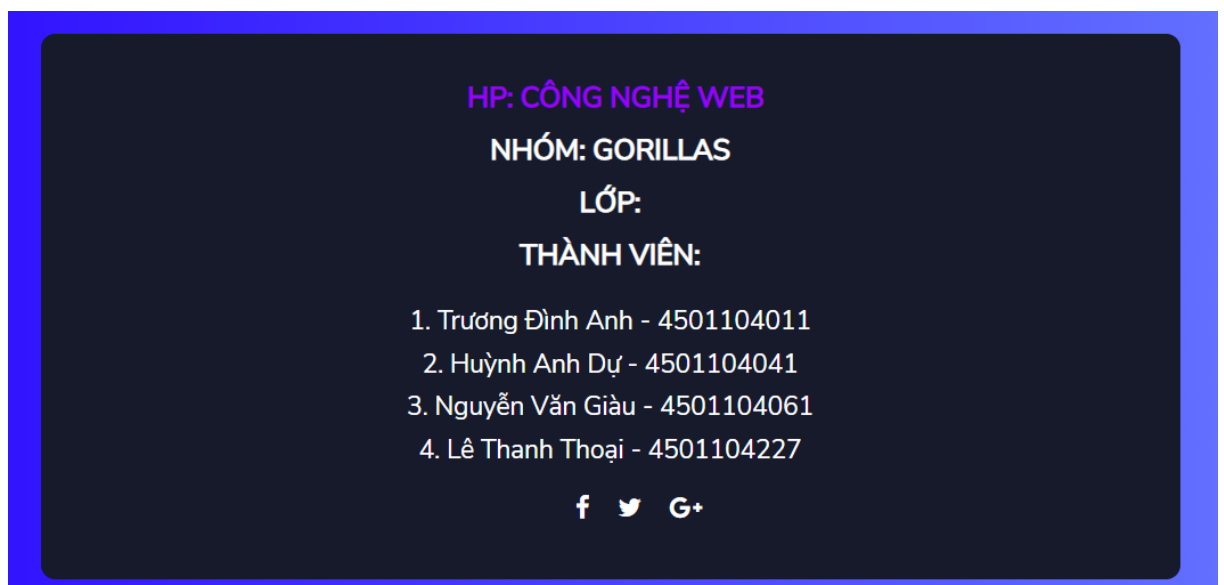 HP: CÔNG NGHỆ WEB
NHÓM: GORILLAS
LỚP:
THÀNH VIÊN:
1. Trương Đình Anh - 4501104011
2. Huỳnh Anh Dự - 4501104041
3. Nguyễn Văn Giàu - 4501104061
4. Lê Thanh Thoại - 4501104227